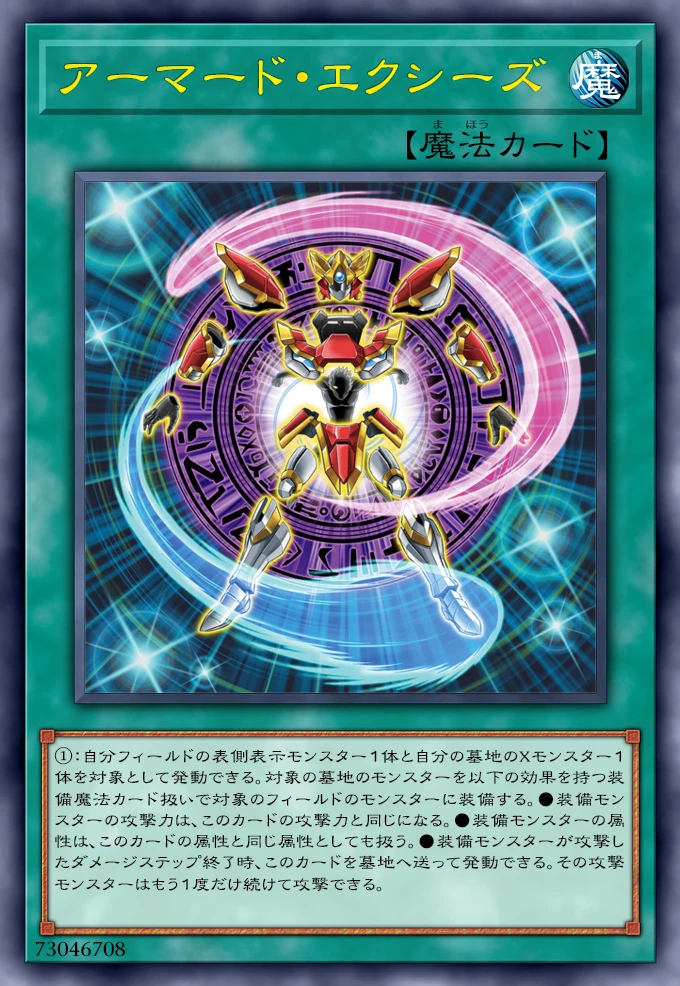 アーマード・エクシーズ
魔
ま
まほう
【魔法カード】
①:自分フィールドの表側表示モンスター1体と自分の墓地のXモンスター1
体を対象として発動できる。対象の墓地のモンスターを以下の効果を持つ装
備魔法カード扱いで対象のフィールドのモンスターに装備する。●装備モン
スターの攻撃力は、このカードの攻撃力と同じになる。●装備モンスターの属
性は、このカードの属性と同じ属性としても扱う。●装備モンスターが攻撃し
たダメージステップ終了時、このカードを墓地へ送って発動できる。その攻撃
モンスターはもう1度だけ続けて攻撃できる。
73046708